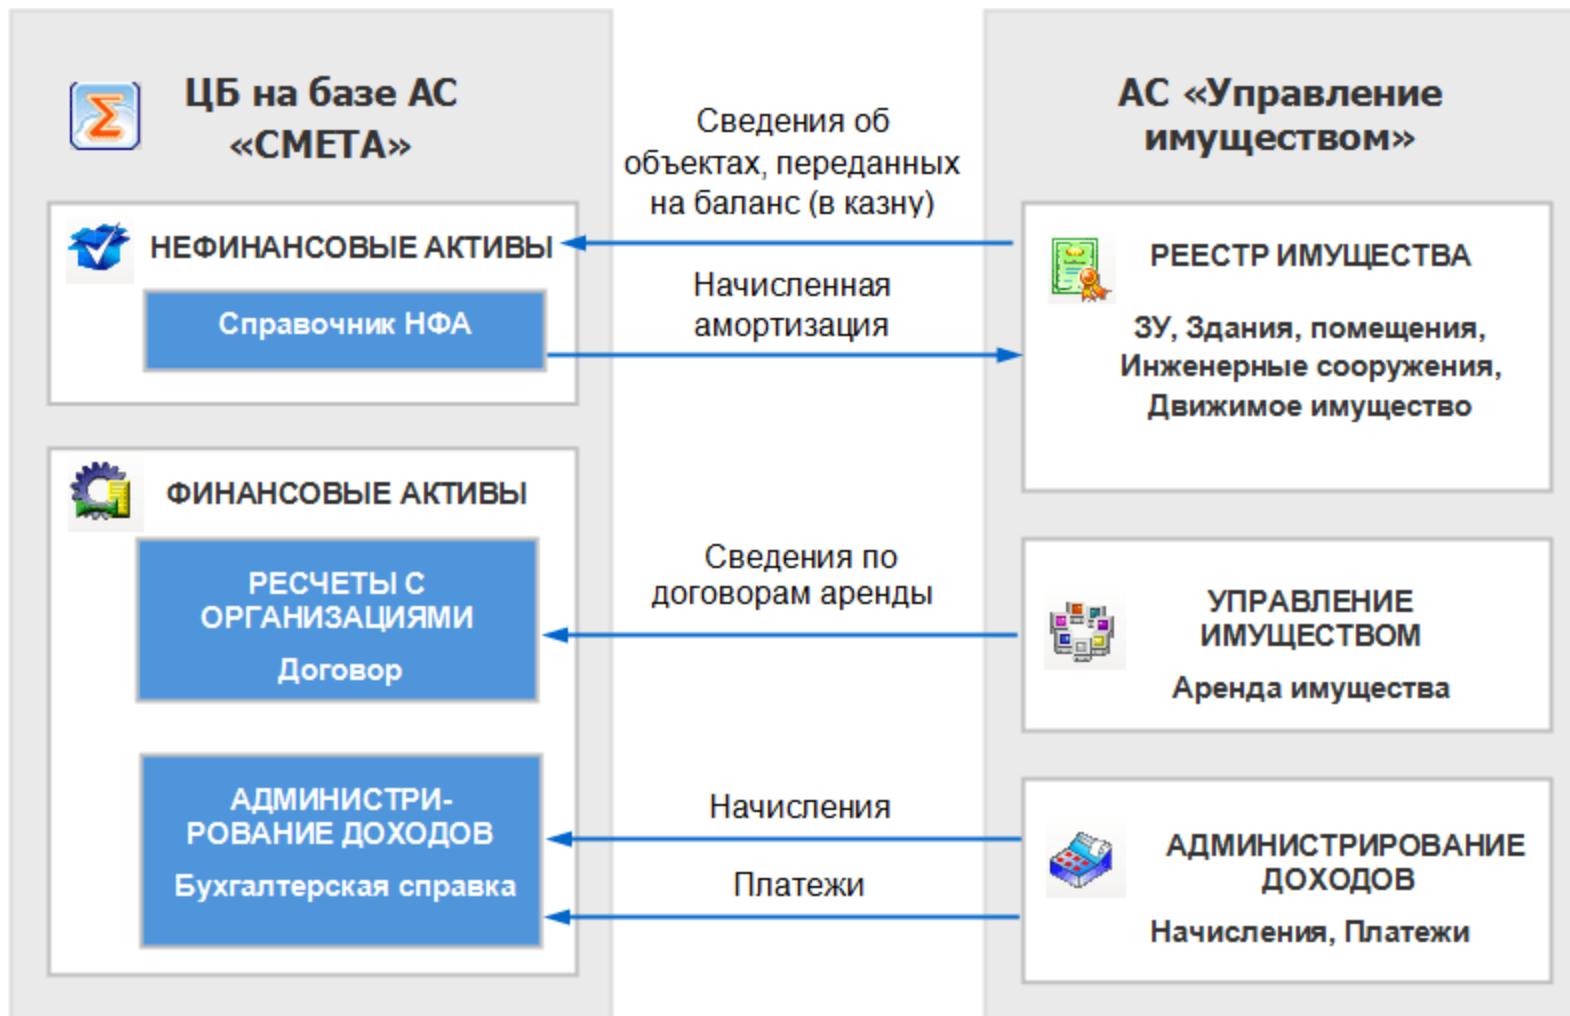 ЦБ на базе АС
«СМЕТА»
НЕФИНАНСОВЫЕ АКТИВЫ
Справочник НФА
ФИНАНСОВЫЕ АКТИВЫ
РЕСЧЕТЫ С
ОРГАНИЗАЦИЯМИ
Договор
АДМИНИСТРИ-
РОВАНИЕ ДОХОДОВ
Бухгалтерская справка
Сведения об
объектах, переданных
на баланс (в казну)
Начисленная
амортизация
Сведения по
договорам аренды
Начисления
Платежи
АС «Управление
имуществом»
РЕЕСТР ИМУЩЕСТВА
ЗУ, Здания, помещения,
Инженерные сооружения,
Движимое имущество
УПРАВЛЕНИЕ
ИМУЩЕСТВОМ
Аренда имущества
АДМИНИСТРИРОВАНИЕ
ДОХОДОВ
Начисления, Платежи